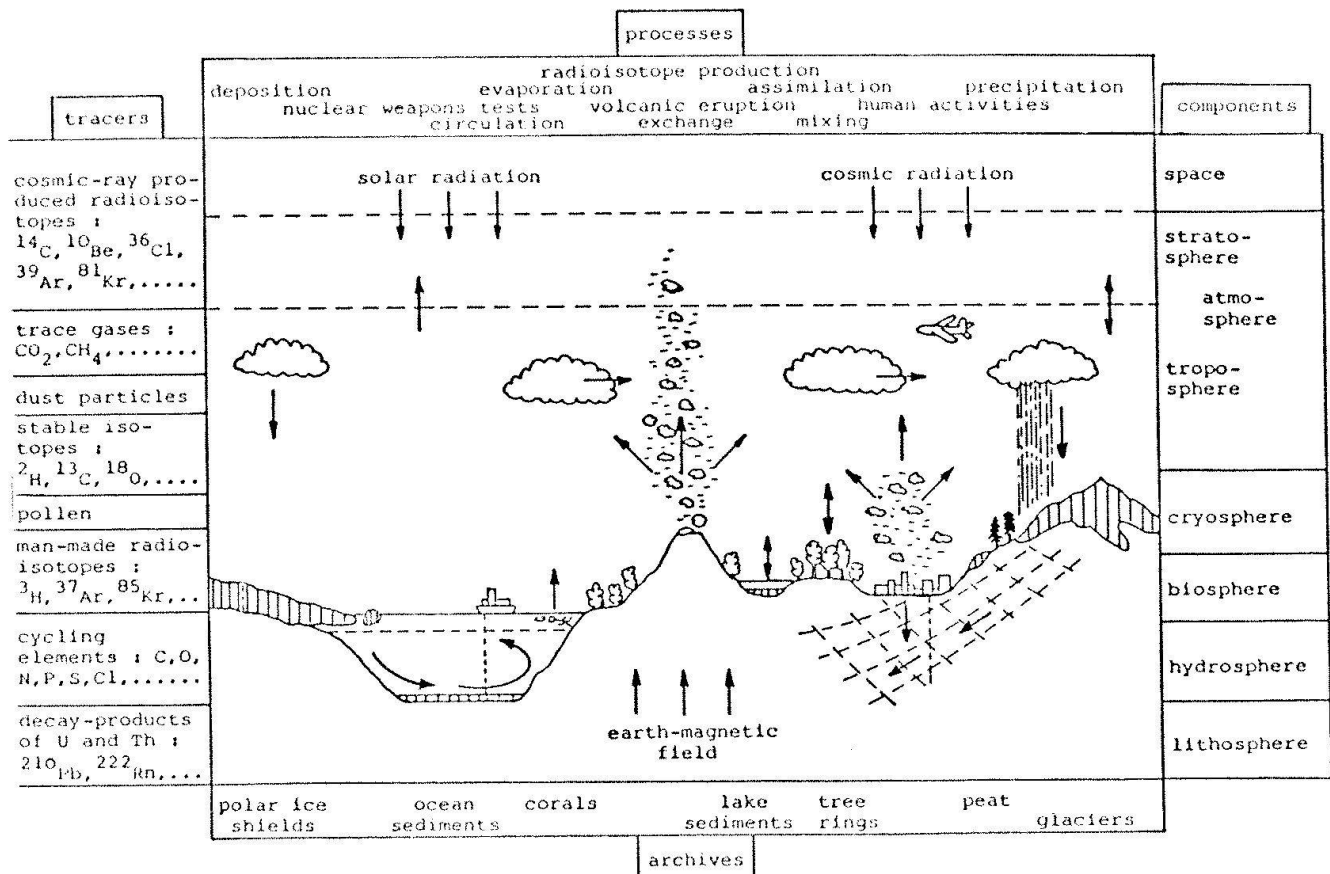 processes
radioisotope production
deposition evaporation assimilation precipitation
nuclear weapons tests volcanic eruption human activities
circulation exchange mixing
tracers
cosmic-ray pro-
duced radioiso-
topes :
14C, 10Be, 36Cl,
39Ar, 81Kr,.....
trace gases :
CO2,CH4,.......
dust particles
stable iso-
topes :
2H, 13C, 18O,....
pollen
man-made radio-
isotopes :
3H, 37Ar, 85Kr,..
cycling
elements : C,O,
N,P,S,Cl,......
decay-products
of U and Th :
210Pb, 222Rn,...
solar radiation
cosmic radiation
earth-magnetic
field
components
space
strato-
sphere
atmo-
sphere
tropo-
sphere
cryosphere
biosphere
hydrosphere
lithosphere
polar ice
shields
ocean
sediments
corals
lake
sediments
tree
rings
peat
glaciers
archives